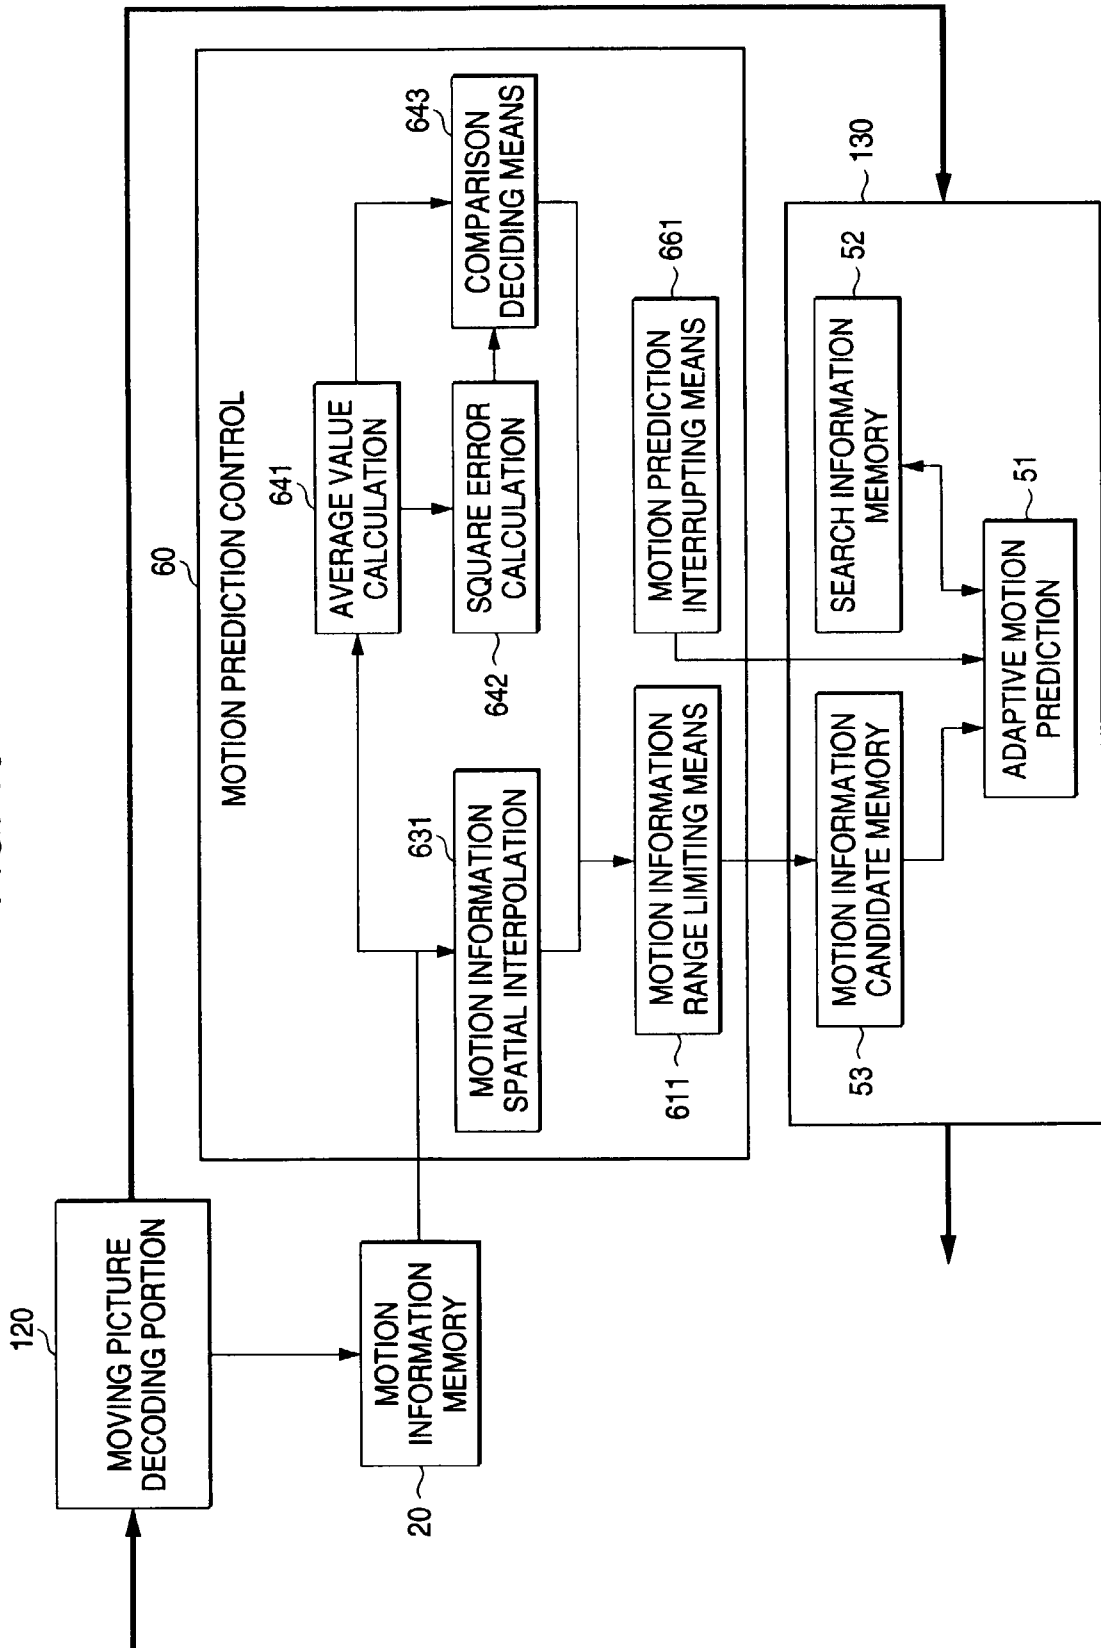 120
MOVING PICTURE
DECODING PORTION
MOTION
INFORMATION
MEMORY
20
60
MOTION PREDICTION CONTROL
641
AVERAGE VALUE
CALCULATION
643
COMPARISON
DECIDING MEANS
SQUARE ERROR
CALCULATION
642
631
MOTION INFORMATION
SPATIAL INTERPOLATION
MOTION INFORMATION
RANGE LIMITING MEANS
611
MOTION PREDICTION
INTERRUPTING MEANS
661
130
MOTION INFORMATION
CANDIDATE MEMORY
53
SEARCH INFORMATION
MEMORY
52
ADAPTIVE MOTION
PREDICTION
51